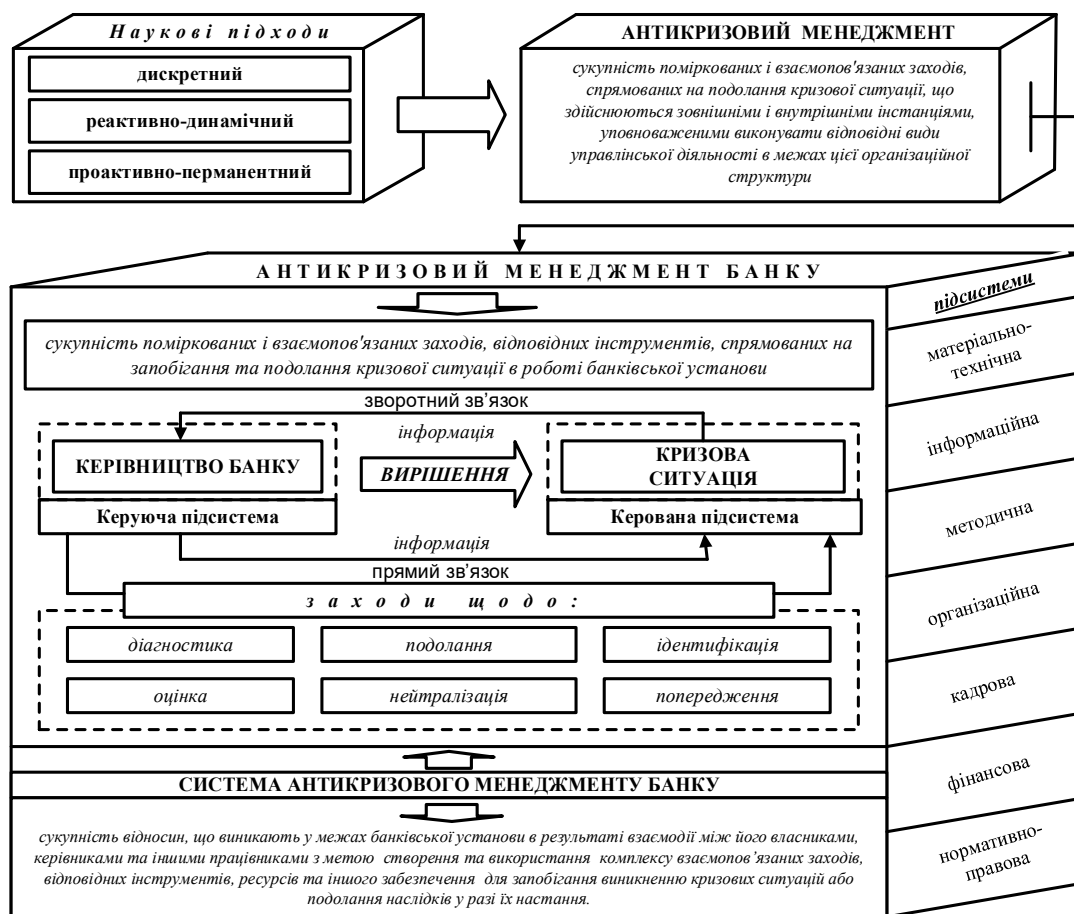 Наукові підходи
дискретний
реактивно-динамічний
проактивно-перманентний
АНТИКРИЗОВИЙ МЕНЕДЖМЕНТ
сукупність поміркованих і взаємопов'язаних заходів,
спрямованих на подолання кризової ситуації, що
здійснюються зовнішніми і внутрішніми інстанціями,
уповноваженими виконувати відповідні види
управлінської діяльності в межах цієї організаційної
структури
АНТИКРИЗОВИЙ МЕНЕДЖМЕНТ БАНКУ
сукупність поміркованих і взаємопов'язаних заходів, відповідних інструментів, спрямованих на
запобігання та подолання кризової ситуації в роботі банківської установи
зворотний зв’язок
інформація
КЕРІВНИЦТВО БАНКУ
ВИРІШЕННЯ
КРИЗОВА
СИТУАЦІЯ
Керуюча підсистема
Керована підсистема
інформація
прямий зв’язок
заходи щодо:
діагностика
подолання
ідентифікація
оцінка
нейтралізація
попередження
СИСТЕМА АНТИКРИЗОВОГО МЕНЕДЖМЕНТУ БАНКУ
сукупність відносин, що виникають у межах банківської установи в результаті взаємодії між його власниками,
керівниками та іншими працівниками з метою створення та використання комплексу взаємопов’язаних заходів,
відповідних інструментів, ресурсів та іншого забезпечення для запобігання виникненню кризових ситуацій або
подолання наслідків у разі їх настання.
підсистеми
матеріально-
технічна
інформаційна
методична
організаційна
кадрова
фінансова
нормативно-
правова